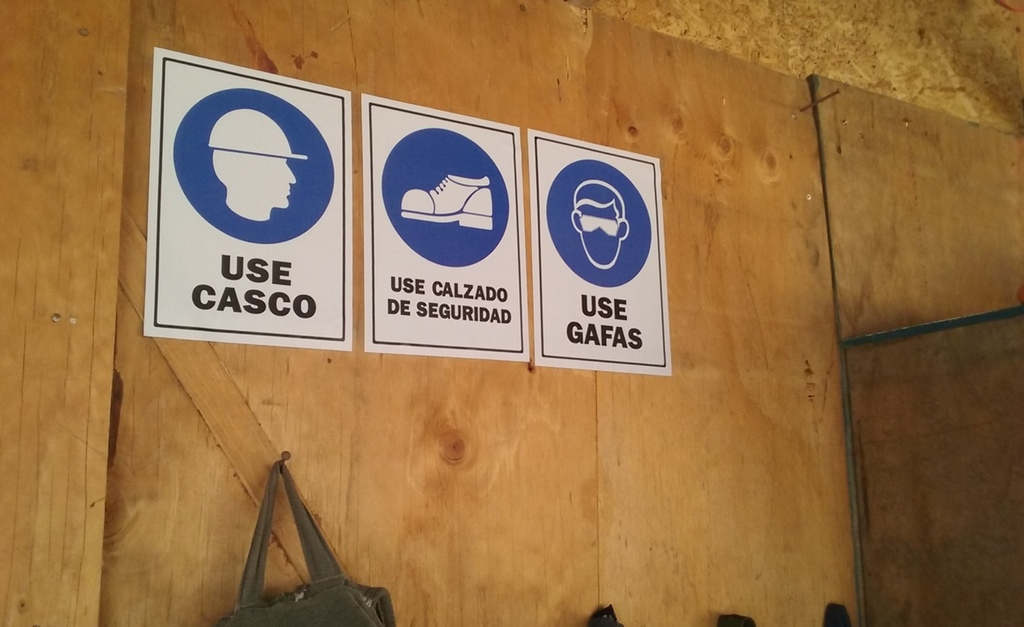 USE
CASCO
USE CALZADO
DE SEGURIDAD
USE
GAFAS